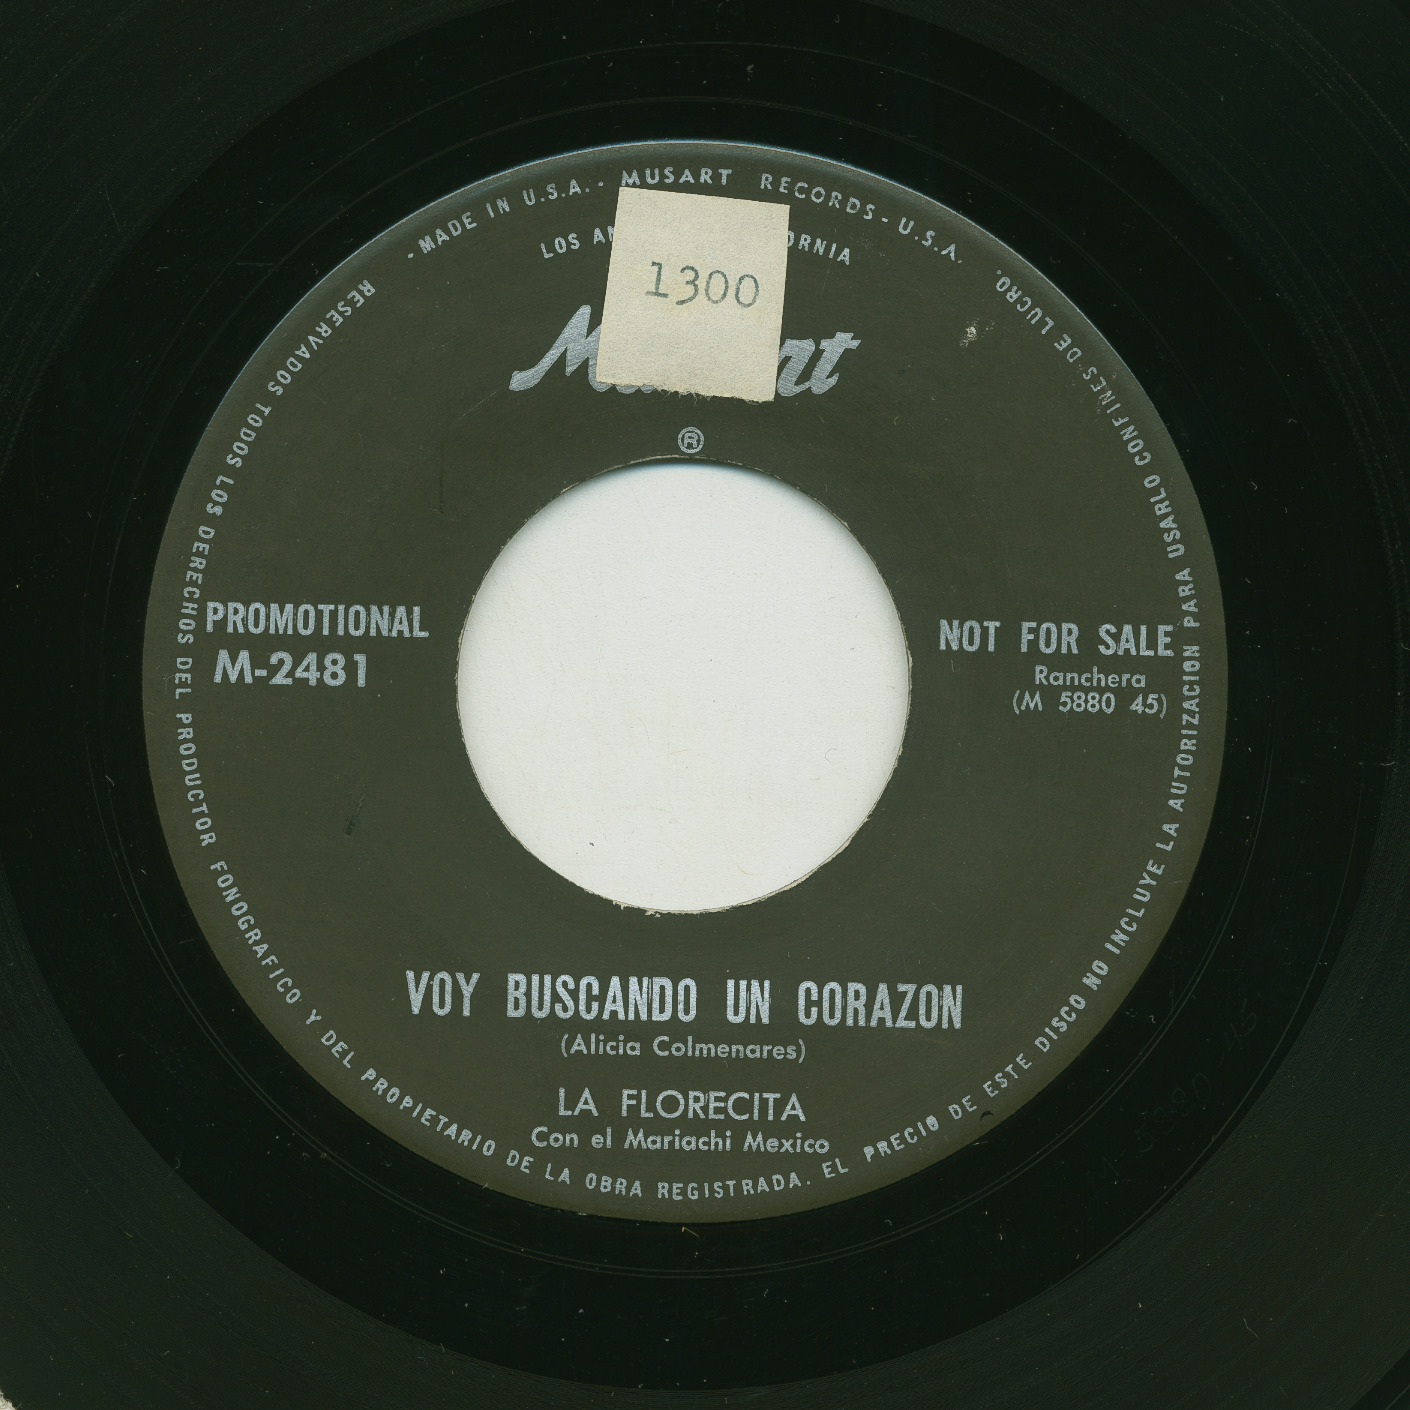 - MADE IN U.S.A. - MUSART RECORDS - U.S.A.
LOS AN ORNIA
1300
Musart
®
PROMOTIONAL
M-2481
NOT FOR SALE
Ranchera
(M 5880 45)
VOY BUSCANDO UN CORAZON
(Alicia Colmenares)
LA FLORECITA
Con el Mariachi Mexico
RESERVADOS TODOS LOS DERECHOS DEL PRODUCTOR FONOGRAFICO Y DEL PROPIETARIO DE LA OBRA REGISTRADA. EL PRECIO DE ESTE DISCO NO INCLUYE LA AUTORIZACION PARA USARLO CONFINES DE LUCRO.